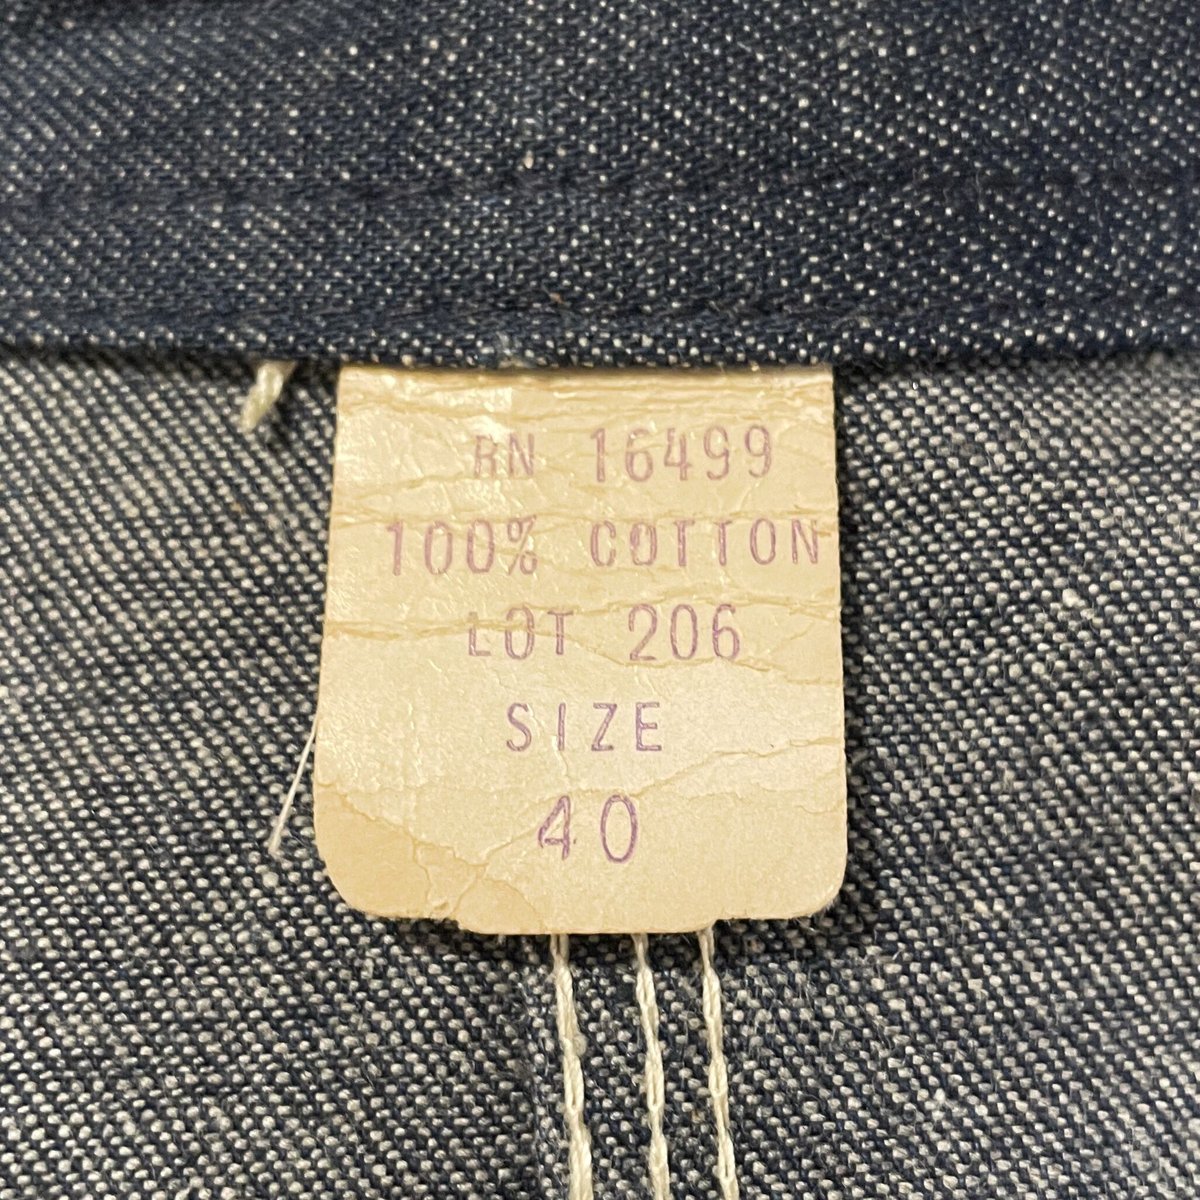 RN 16499
100% COTTON
LOT 206
SIZE
40